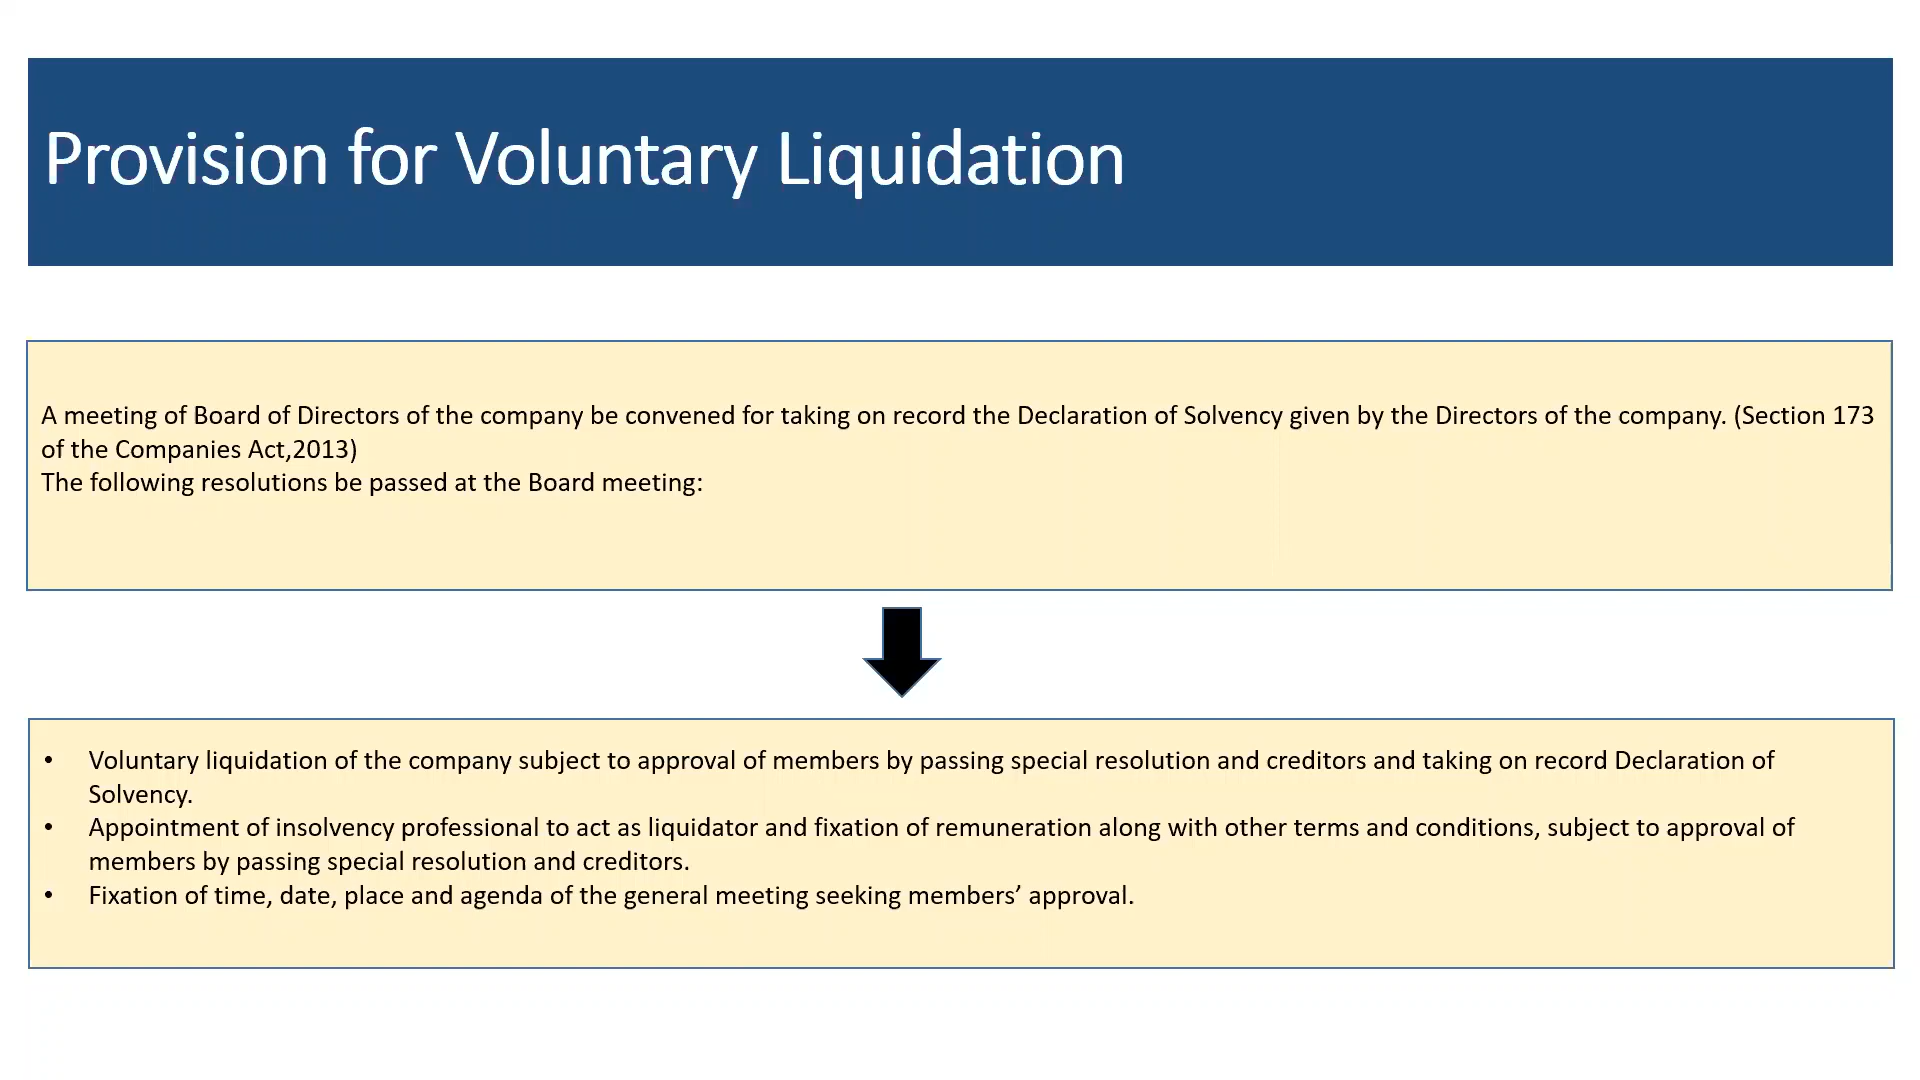 Provision for Voluntary Liquidation
A meeting of Board of Directors of the company be convened for taking on record the Declaration of Solvency given by the Directors of the company. (Section 173
of the Companies Act,2013)
The following resolutions be passed at the Board meeting:
• Voluntary liquidation of the company subject to approval of members by passing special resolution and creditors and taking on record Declaration of
Solvency.
• Appointment of insolvency professional to act as liquidator and fixation of remuneration along with other terms and conditions, subject to approval of
members by passing special resolution and creditors.
• Fixation of time, date, place and agenda of the general meeting seeking members’ approval.